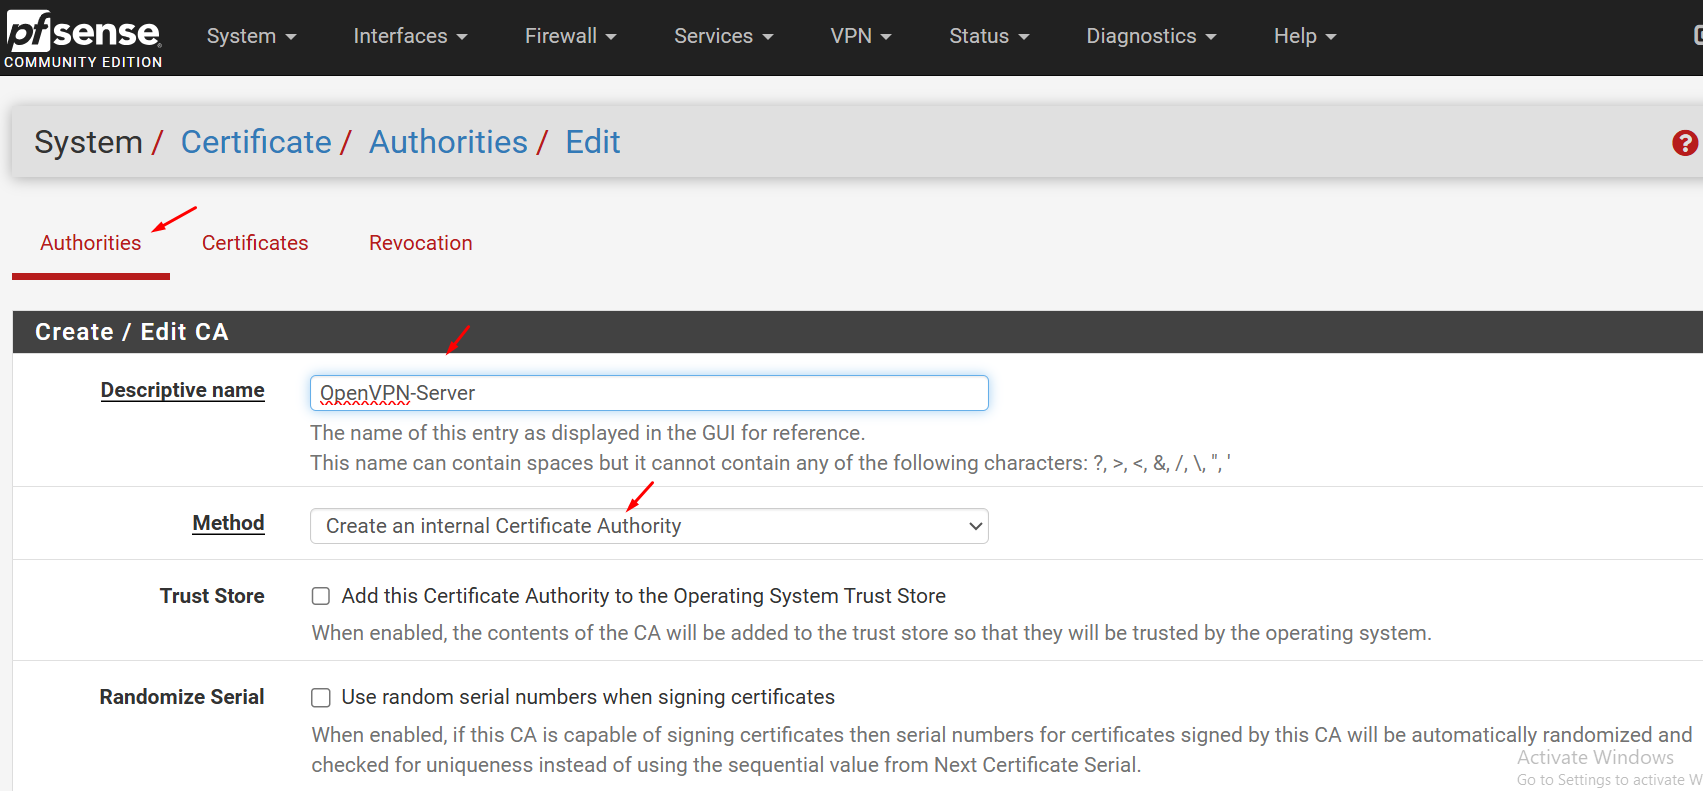 pfsense
COMMUNITY EDITION
System Interfaces Firewall Services VPN Status Diagnostics Help
System / Certificate / Authorities / Edit
Authorities Certificates Revocation
Create / Edit CA
Descriptive name OpenVPN-Server
The name of this entry as displayed in the GUI for reference.
This name can contain spaces but it cannot contain any of the following characters: ?, >, <, &, /, \, ", '
Method Create an internal Certificate Authority
Trust Store Add this Certificate Authority to the Operating System Trust Store
When enabled, the contents of the CA will be added to the trust store so that they will be trusted by the operating system.
Randomize Serial Use random serial numbers when signing certificates
When enabled, if this CA is capable of signing certificates then serial numbers for certificates signed by this CA will be automatically randomized and
checked for uniqueness instead of using the sequential value from Next Certificate Serial.
Activate Windows
Go to Settings to activate W